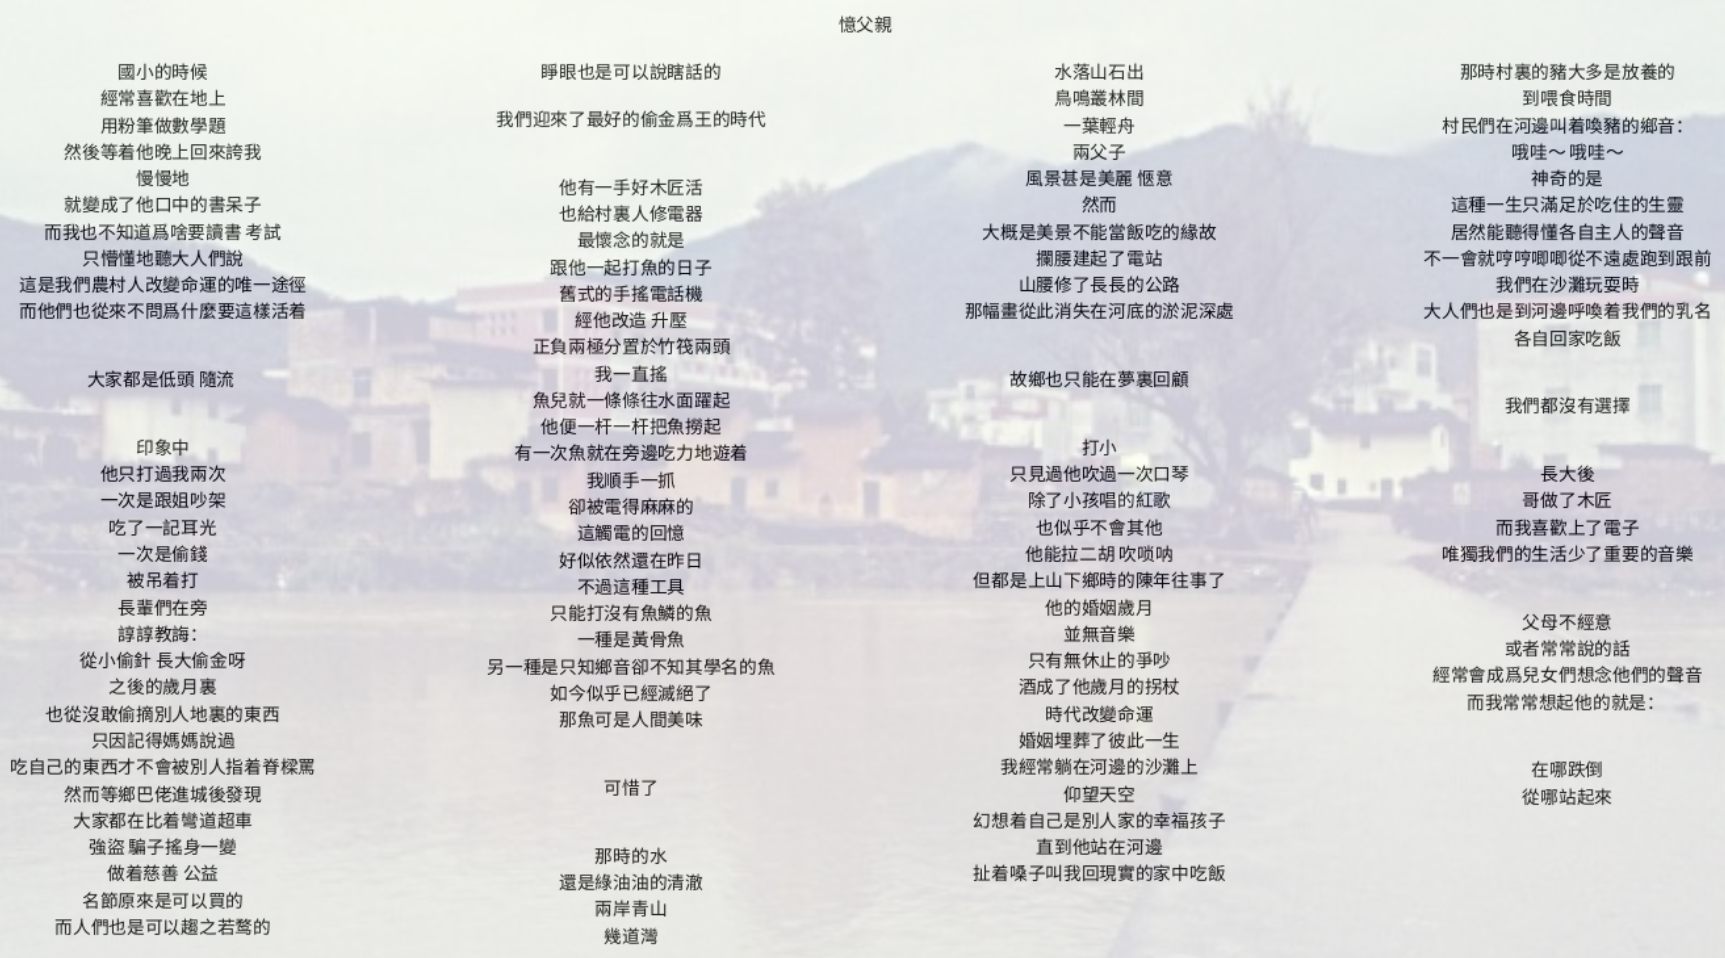 憶父親
國小的時候
經常喜歡在地上
用粉筆做數學題
然後等着他晚上回來誇我
慢慢地
就變成了他口中的書呆子
而我也不知道爲啥要讀書 考試
只懵懂地聽大人們說
這是我們農村人改變命運的唯一途徑
而他們也從來不問爲什麼要這樣活着
大家都是低頭 隨流
印象中
他只打過我兩次
一次是跟姐吵架
吃了一記耳光
一次是偷錢
被吊着打
長輩們在旁
諄諄教誨：
從小偷針 長大偷金呀
之後的歲月裏
也從沒敢偷摘別人地裏的東西
只因記得媽媽說過
吃自己的東西才不會被別人指着脊樑罵
然而等鄉巴佬進城後發現
大家都在比着彎道超車
強盜 騙子搖身一變
做着慈善 公益
名節原來是可以買的
而人們也是可以趨之若鶩的
睜眼也是可以說瞎話的
我們迎來了最好的偷金爲王的時代
他有一手好木匠活
也給村裏人修電器
最懷念的就是
跟他一起打魚的日子
舊式的手搖電話機
經他改造 升壓
正負兩極分置於竹筏兩頭
我一直搖
魚兒就一條條往水面躍起
他便一杆一杆把魚撈起
有一次魚就在旁邊吃力地遊着
我順手一抓
卻被電得麻麻的
這觸電的回憶
好似依然還在昨日
不過這種工具
只能打沒有魚鱗的魚
一種是黃骨魚
另一種是只知鄉音卻不知其學名的魚
如今似乎已經滅絕了
那魚可是人間美味
可惜了
那時的水
還是綠油油的清澈
兩岸青山
幾道灣
水落山石出
鳥鳴叢林間
一葉輕舟
兩父子
風景甚是美麗 愜意
然而
大概是美景不能當飯吃的緣故
攔腰建起了電站
山腰修了長長的公路
那幅畫從此消失在河底的淤泥深處
故鄉也只能在夢裏回顧
打小
只見過他吹過一次口琴
除了小孩唱的紅歌
也似乎不會其他
他能拉二胡 吹嗩呐
但都是上山下鄉時的陳年往事了
他的婚姻歲月
並無音樂
只有無休止的爭吵
酒成了他歲月的拐杖
時代改變命運
婚姻埋葬了彼此一生
我經常躺在河邊的沙灘上
仰望天空
幻想着自己是別人家的幸福孩子
直到他站在河邊
扯着嗓子叫我回現實的家中吃飯
那時村裏的豬大多是放養的
到喂食時間
村民們在河邊叫着喚豬的鄉音：
哦哇～ 哦哇～
神奇的是
這種一生只滿足於吃住的生靈
居然能聽得懂各自主人的聲音
不一會就哼哼唧唧從不遠處跑到跟前
我們在沙灘玩耍時
大人們也是到河邊呼喚着我們的乳名
各自回家吃飯
我們都沒有選擇
長大後
哥做了木匠
而我喜歡上了電子
唯獨我們的生活少了重要的音樂
父母不經意
或者常常說的話
經常會成爲兒女們想念他們的聲音
而我常常想起他的就是：
在哪跌倒
從哪站起來